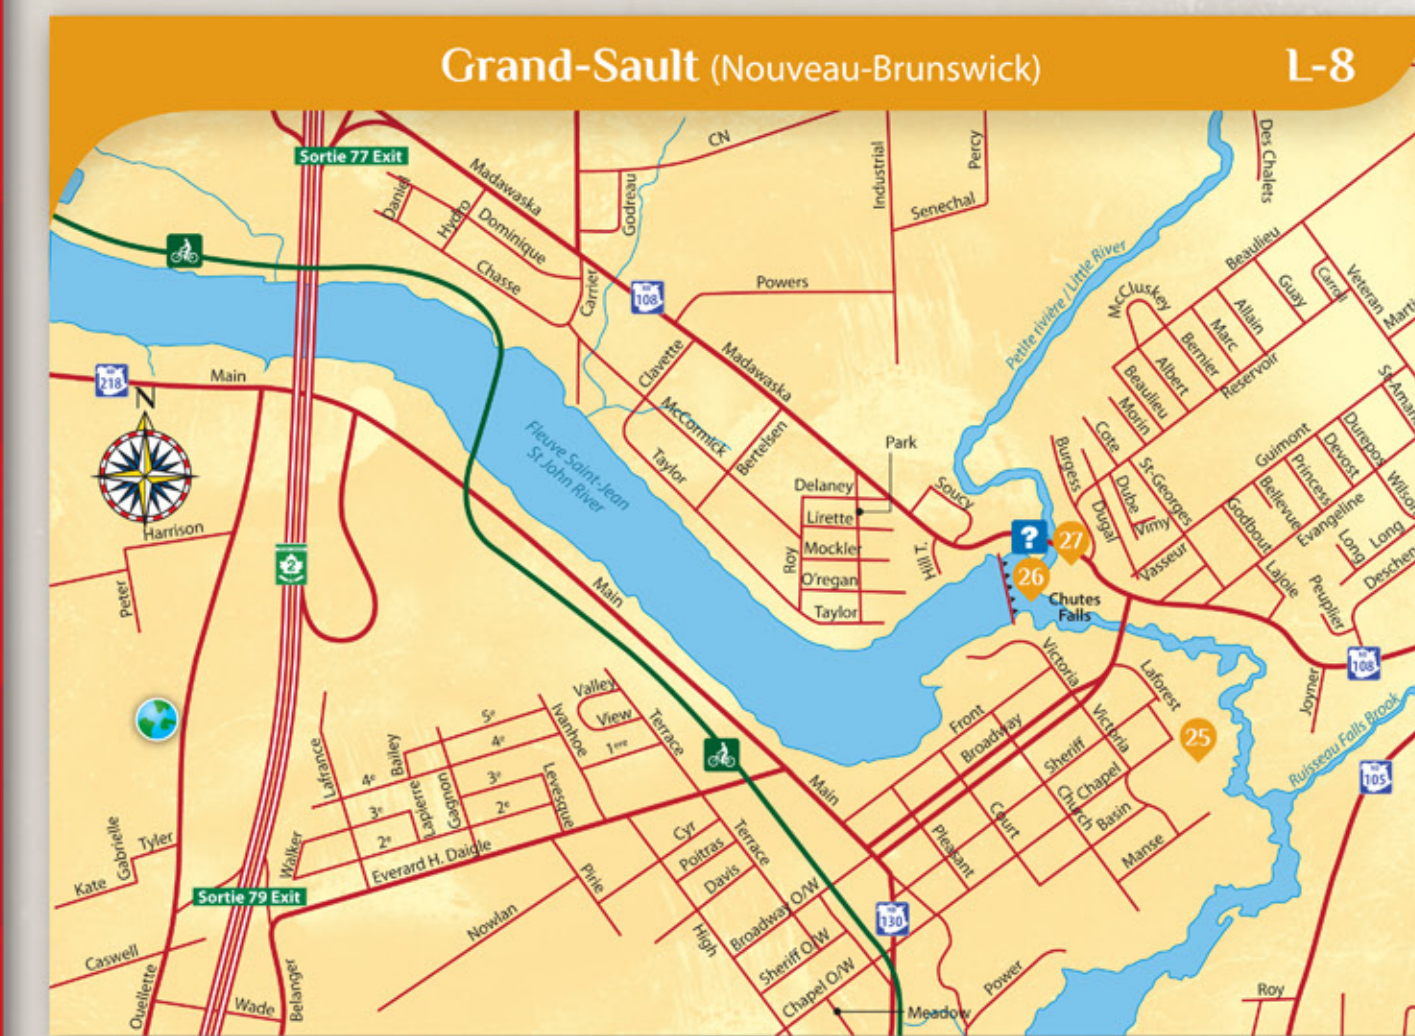 Grand-Sault (Nouveau-Brunswick)
L-8
Sortie 77 Exit
CN
Madawaska
Daniel
Hydro
Dominique
Chasse
Godreau
Carrier
108
Industrial
Percy
Senechal
Powers
Des Chalets
Petite rivière / Little River
Beaulieu
McCluskey
Guay
Carroll
Veteran
Allain
Marc
Bernier
Albert
Beaulieu
Reservoir
Morin
Cote
218
Main
N
Clavette
Madawaska
McCormick
Bertelsen
Taylor
Fleuve Saint-Jean
St John River
Park
Delaney
Lirette
Mockler
O'regan
Taylor
Roy
Soucy
Hill T.
?
27
26
Chutes
Falls
Burgess
Dube
Dugal
Vimy
St-Georges
Vasseur
Godbout
Guimont
Bellevue
Princess
Devost
Durepos
Evangeline
Wilson
Long
Long
Lajoie
Peuplier
108
Joyner
Ruisseau Falls Brook
105
Harrison
Peter
2
Main
Valley
View
1ere
Terrace
Ivanhoe
5e
4e
3e
2e
Levesque
Bailey
Lafrance
4e
3e
2e
Lapierre
Gagnon
Walker
Everard H. Daigle
Main
Victoria
Laforest
Victoria
Front
Broadway
Sheriff
Chapel
Church
Basin
Court
Manse
Pleasant
25
Gabrielle
Tyler
Kate
Sortie 79 Exit
Caswell
Ouellette
Wade
Belanger
Nowlan
Pirie
Cyr
Poitras
Davis
Terrace
High
Broadway O/W
Sheriff O/W
Chapel O/W
130
Power
Meadow
Roy